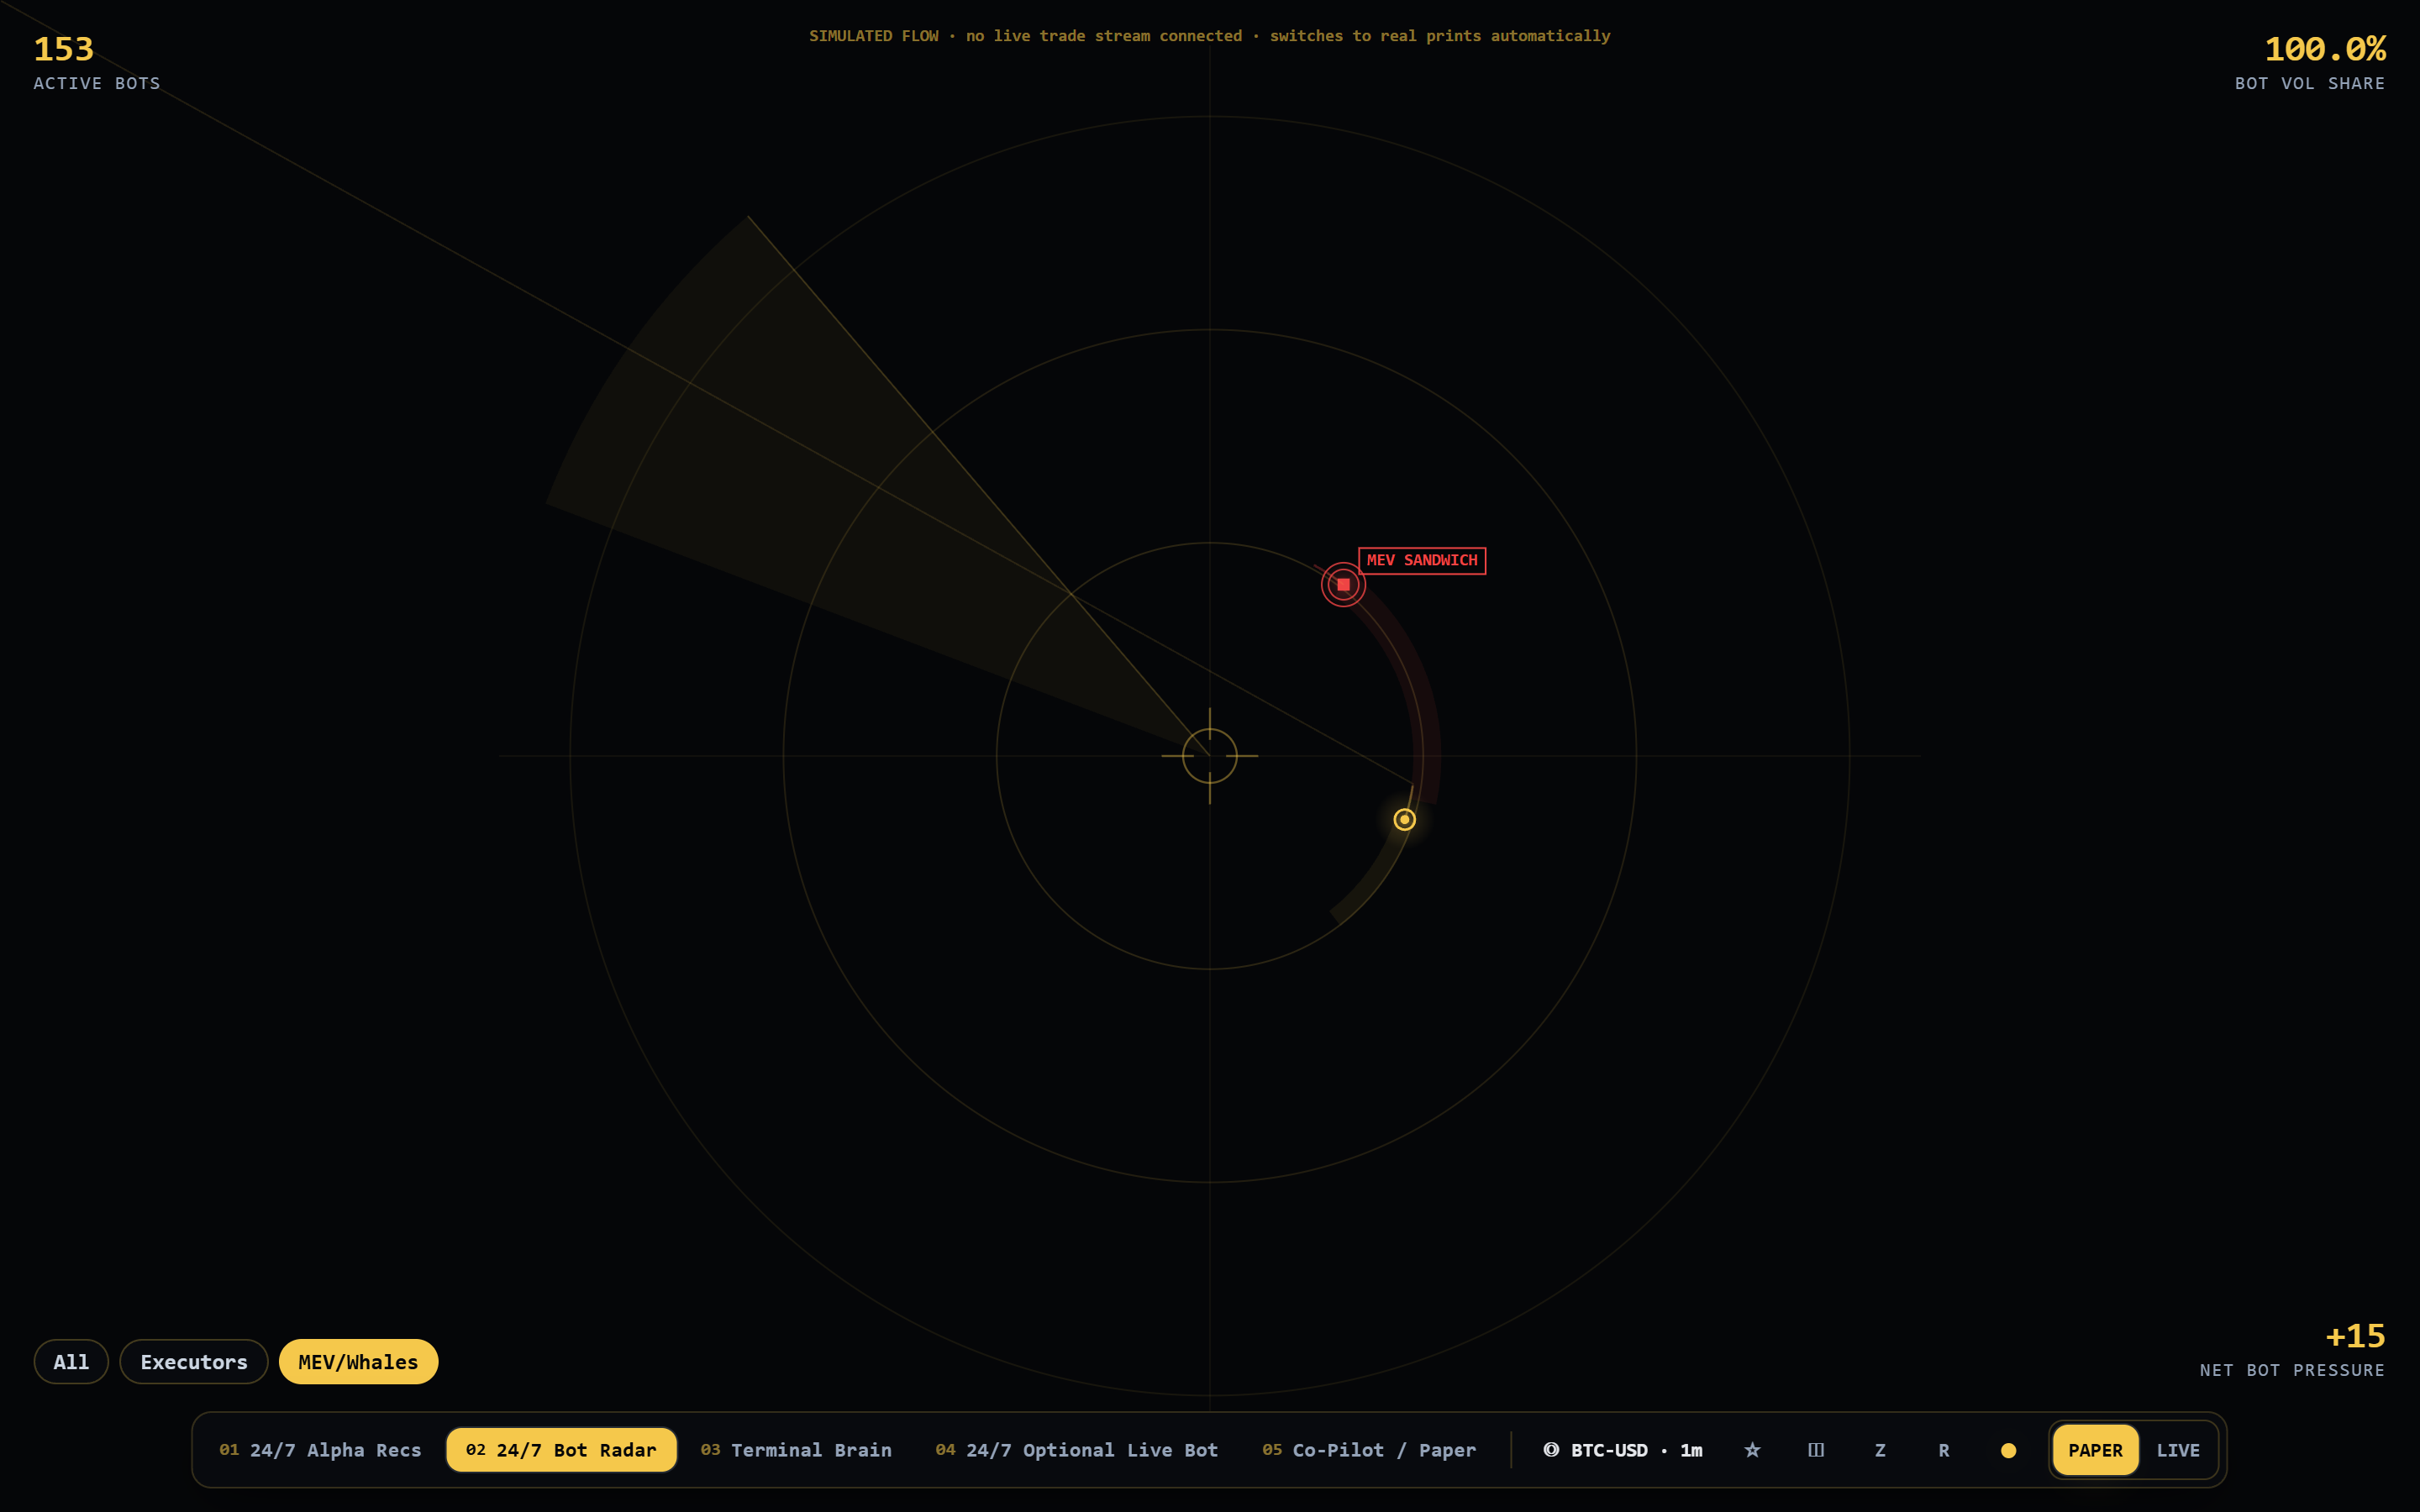 SIMULATED FLOW · no live trade stream connected · switches to real prints automatically
153
ACTIVE BOTS
100.0%
BOT VOL SHARE
MEV SANDWICH
+15
NET BOT PRESSURE
All
Executors
MEV/Whales
01 24/7 Alpha Recs
02 24/7 Bot Radar
03 Terminal Brain
04 24/7 Optional Live Bot
05 Co-Pilot / Paper
BTC-USD · 1m
Z
R
PAPER
LIVE